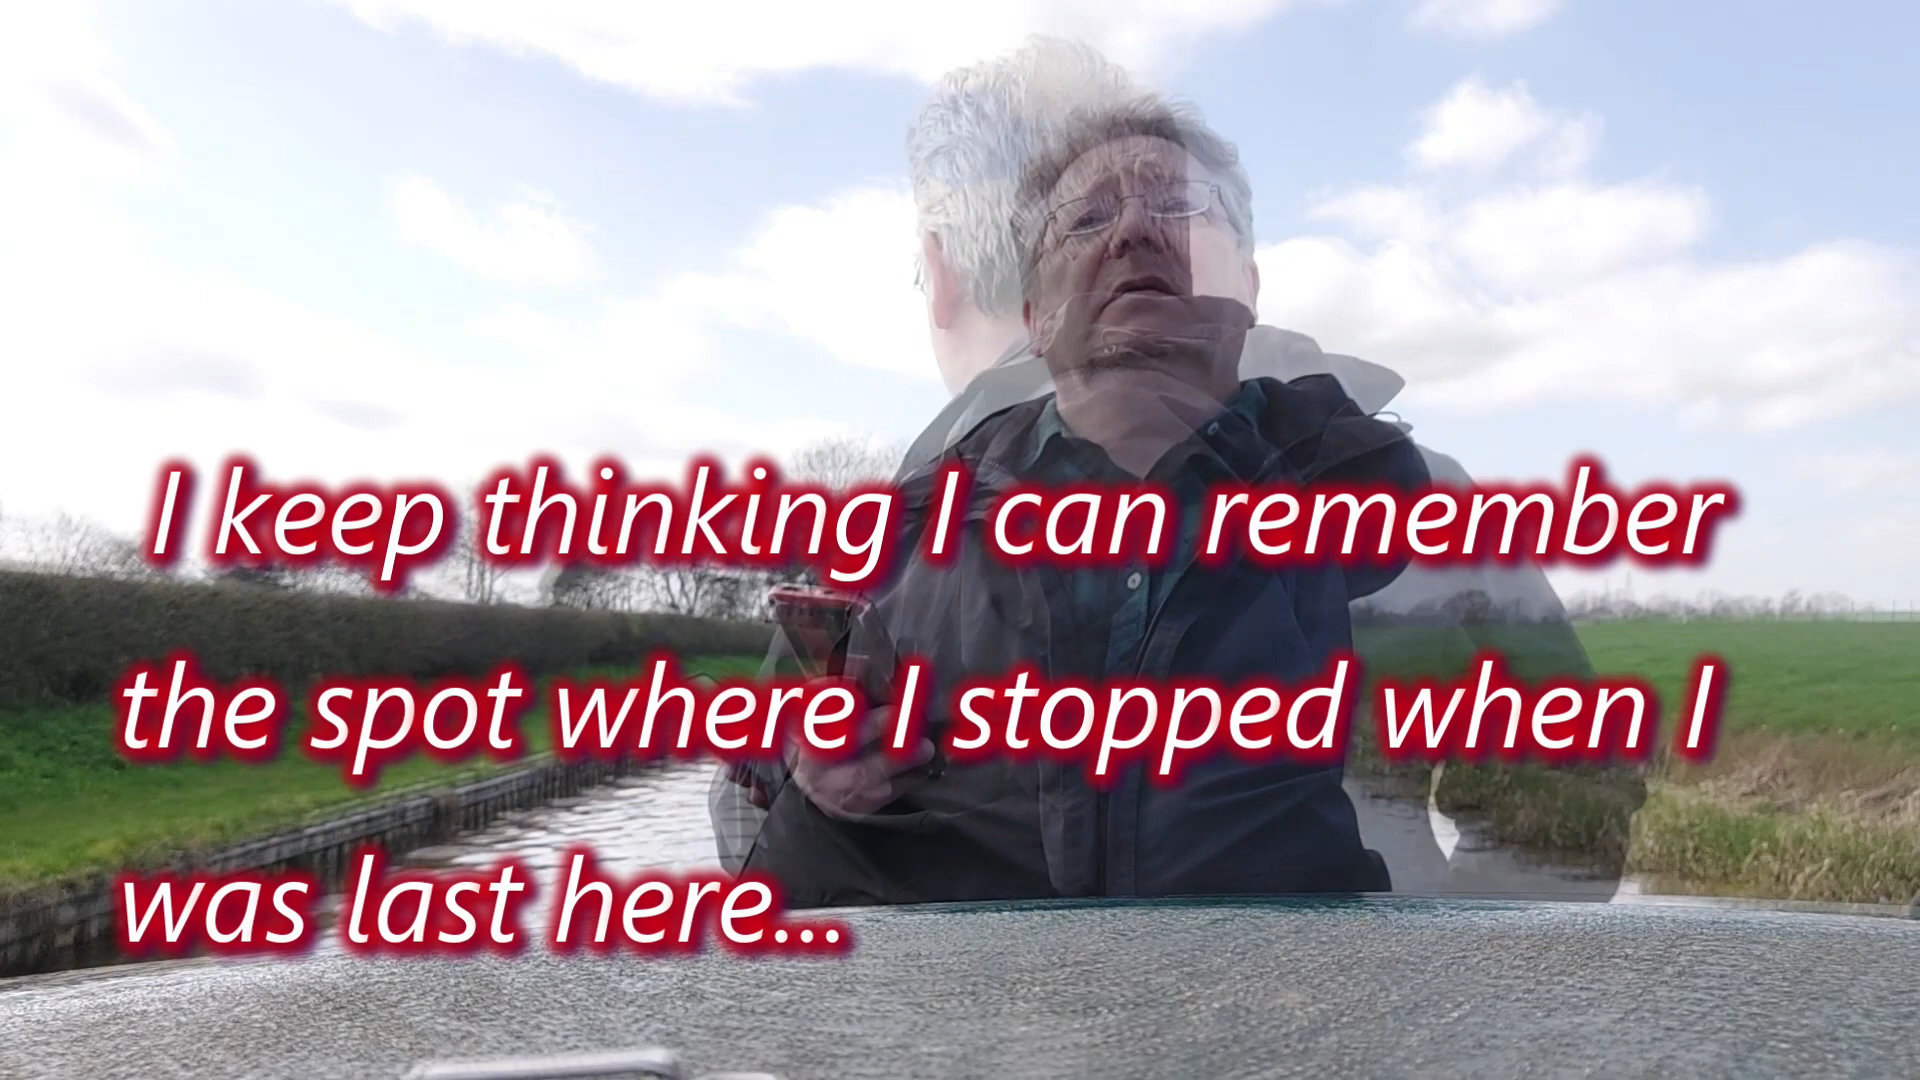 I keep thinking I can remember
the spot where I stopped when I
was last here...